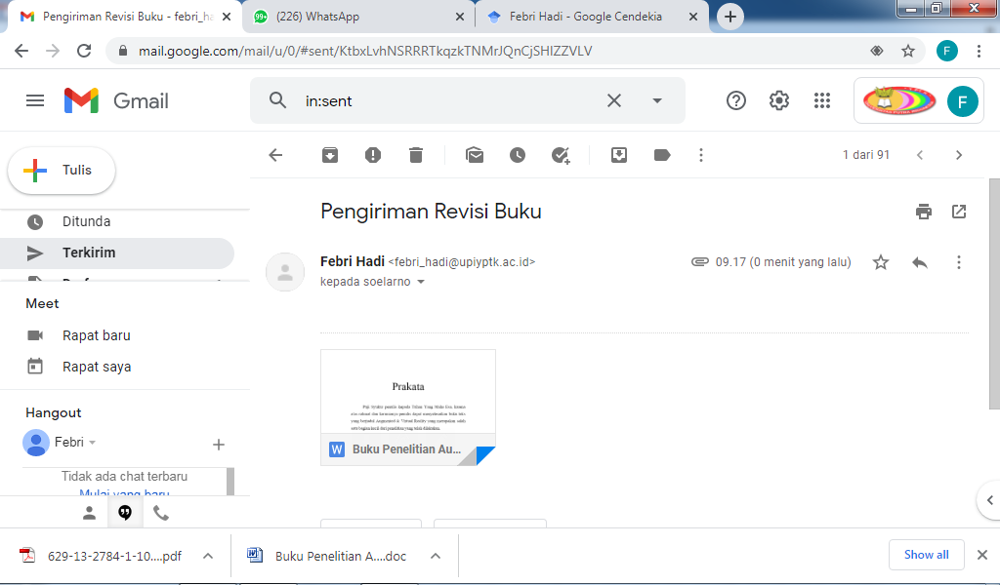 Pengiriman Revisi Buku - febri_ha
(226) WhatsApp
Febri Hadi - Google Cendekia
mail.google.com/mail/u/0/#sent/KtbxLvhNSRRRTkqzkTNMrJQnCjSHlZZVLV
F
Gmail
in:sent
F
Tulis
1 dari 91
Ditunda
Terkirim
Pengiriman Revisi Buku
Febri Hadi <febri_hadi@upiyptk.ac.id>
09.17 (0 menit yang lalu)
kepada soelarno
Meet
Rapat baru
Rapat saya
Hangout
Febri
Tidak ada chat terbaru
Mulai yang baru
Prakata
W Buku Penelitian Au...
629-13-2784-1-10....pdf
Buku Penelitian A....doc
Show all